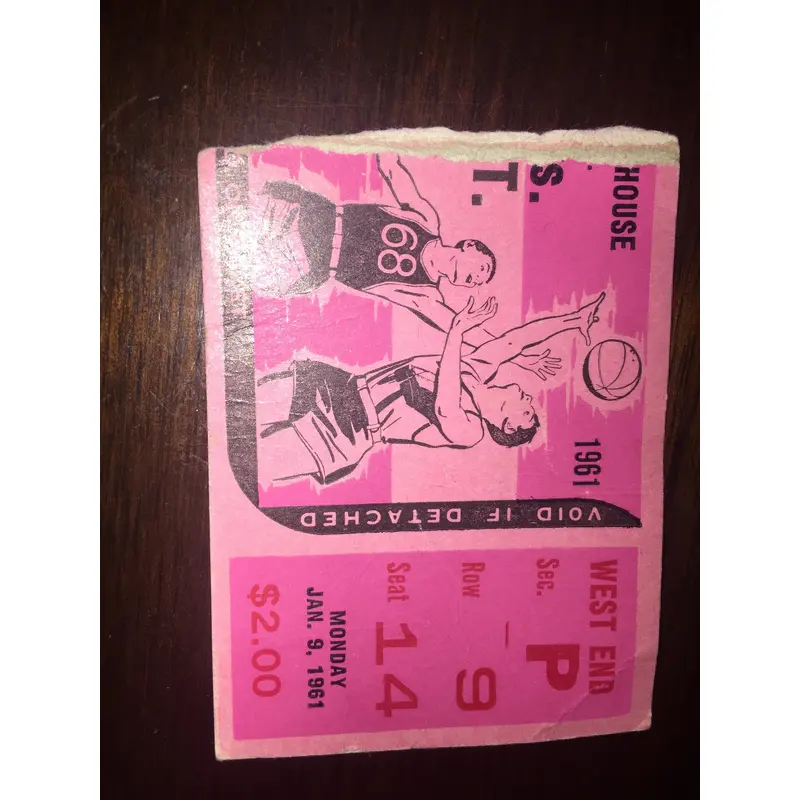 HOUSE
S.
T.
68
1961
VOID IF DETACHED
WEST END
Sec. P
Row 9
Seat 14
MONDAY
JAN. 9, 1961
$2.00